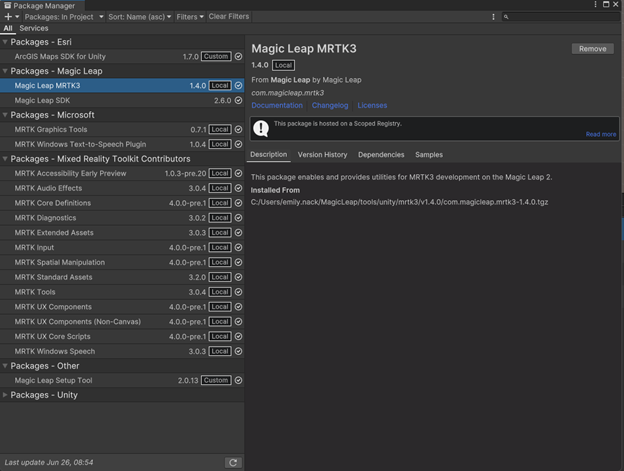 Package Manager
Packages: In Project Sort: Name (asc) Filters Clear Filters
All Services
Packages - Esri
ArcGIS Maps SDK for Unity 1.7.0 Custom
Packages - Magic Leap
Magic Leap MRTK3 1.4.0 Local
Magic Leap SDK 2.6.0
Packages - Microsoft
MRTK Graphics Tools 0.7.1 Local
MRTK Windows Text-to-Speech Plugin 1.0.4 Local
Packages - Mixed Reality Toolkit Contributors
MRTK Accessibility Early Preview 1.0.3-pre.20 Local
MRTK Audio Effects 3.0.4 Local
MRTK Core Definitions 4.0.0-pre.1 Local
MRTK Diagnostics 3.0.2 Local
MRTK Extended Assets 3.0.3 Local
MRTK Input 4.0.0-pre.1 Local
MRTK Spatial Manipulation 4.0.0-pre.1 Local
MRTK Standard Assets 3.2.0 Local
MRTK Tools 3.0.4 Local
MRTK UX Components 4.0.0-pre.1 Local
MRTK UX Components (Non-Canvas) 4.0.0-pre.1 Local
MRTK UX Core Scripts 4.0.0-pre.1 Local
MRTK Windows Speech 3.0.3 Local
Packages - Other
Magic Leap Setup Tool 2.0.13 Custom
Packages - Unity
Last update Jun 26, 08:54
Magic Leap MRTK3
Remove
1.4.0 Local
From Magic Leap by Magic Leap
com.magicleap.mrtk3
Documentation Changelog Licenses
This package is hosted on a Scoped Registry.
Read more
Description Version History Dependencies Samples
This package enables and provides utilities for MRTK3 development on the Magic Leap 2.
Installed From
C:/Users/emily.nack/MagicLeap/tools/unity/mrtk3/v1.4.0/com.magicleap.mrtk3-1.4.0.tgz